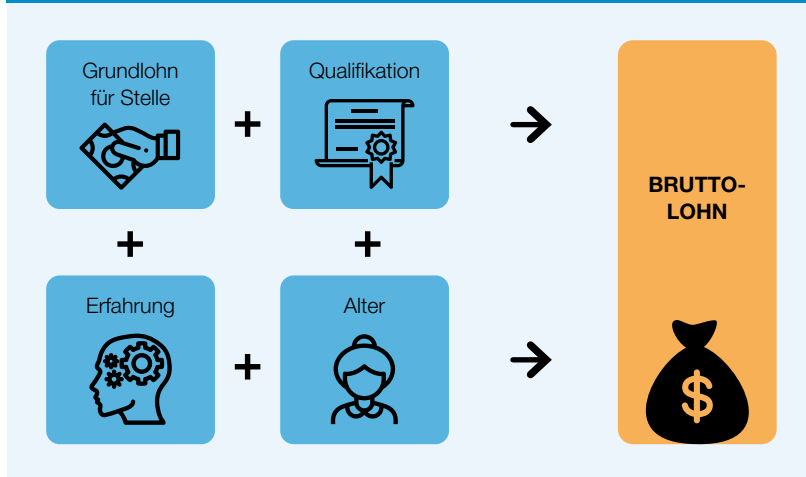 Grundlohn
für Stelle
+
Qualifikation
+
+
Erfahrung
+
Alter
BRUTTO-
LOHN
$